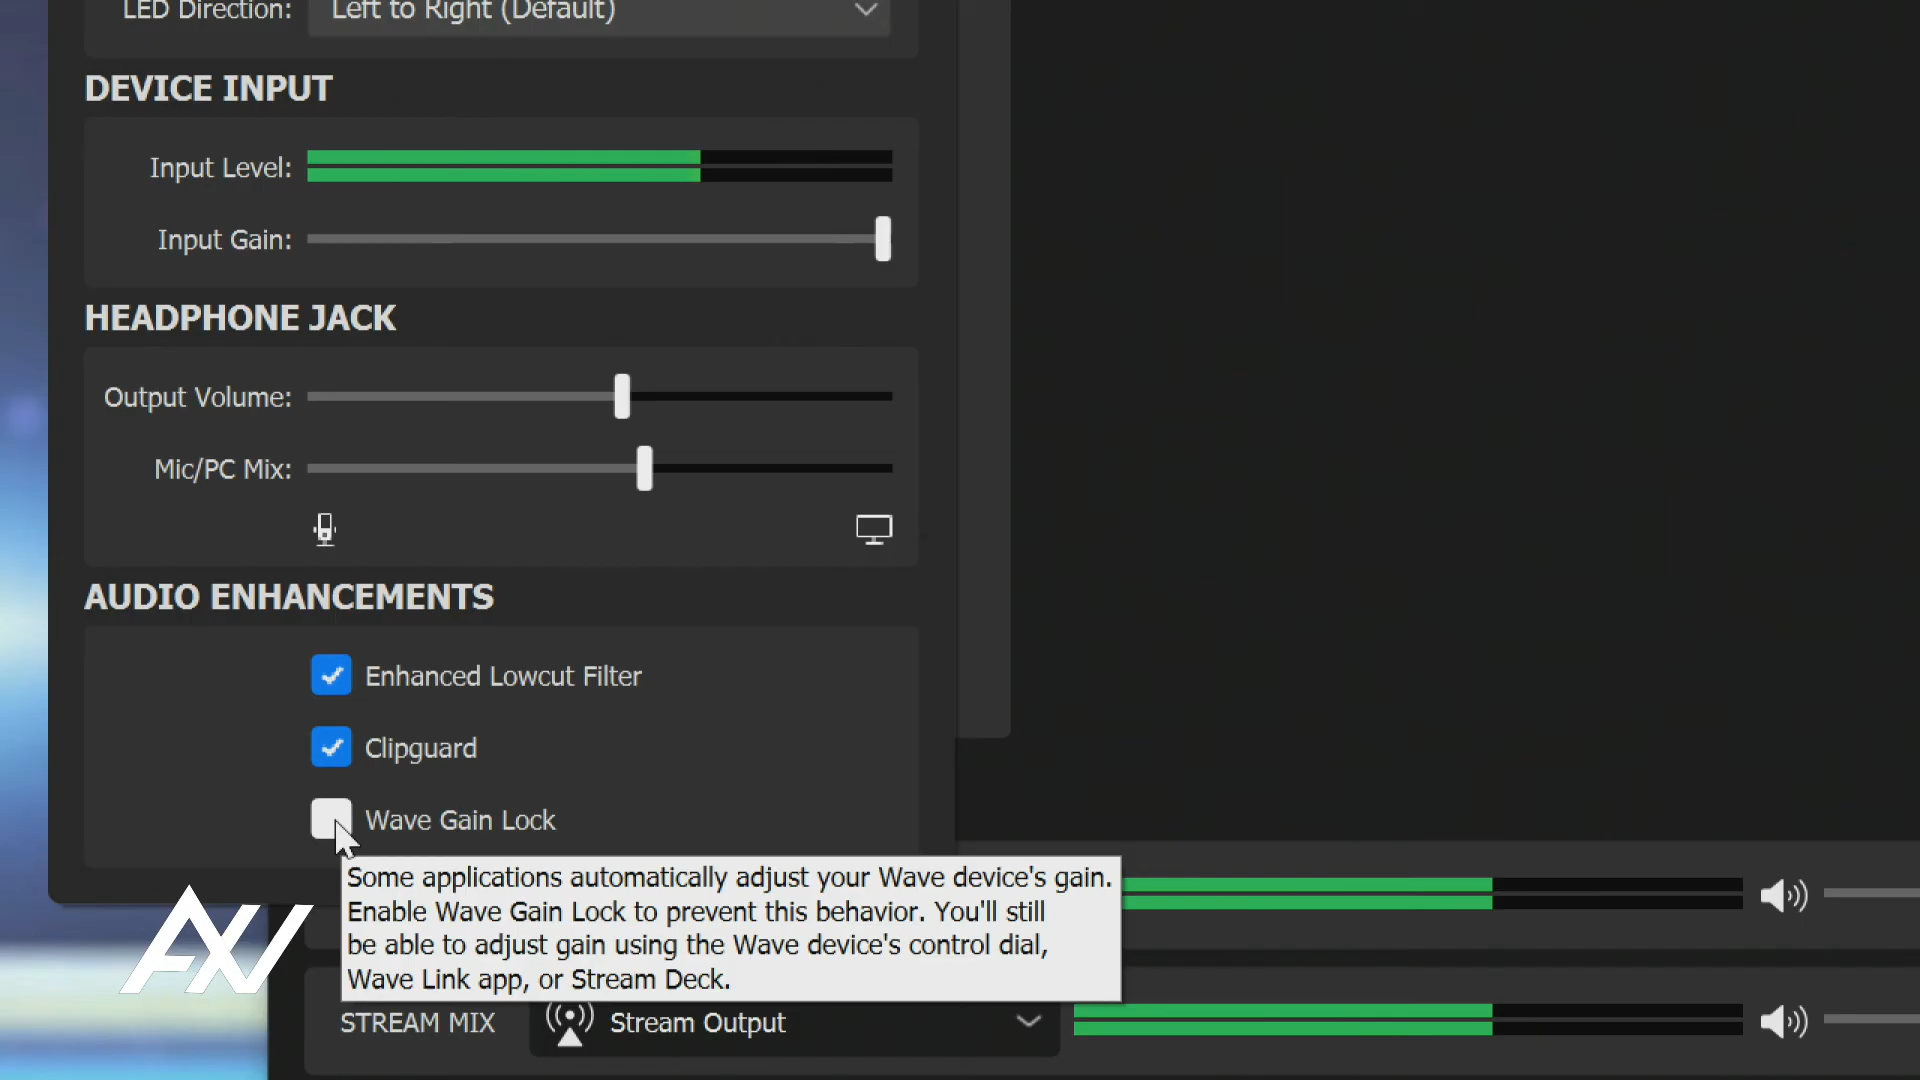 LED Direction: Left to Right (Default)
DEVICE INPUT
Input Level:
Input Gain:
HEADPHONE JACK
Output Volume:
Mic/PC Mix:
AUDIO ENHANCEMENTS
Enhanced Lowcut Filter
Clipguard
Wave Gain Lock
Some applications automatically adjust your Wave device's gain.
Enable Wave Gain Lock to prevent this behavior. You'll still
be able to adjust gain using the Wave device's control dial,
Wave Link app, or Stream Deck.
STREAM MIX Stream Output